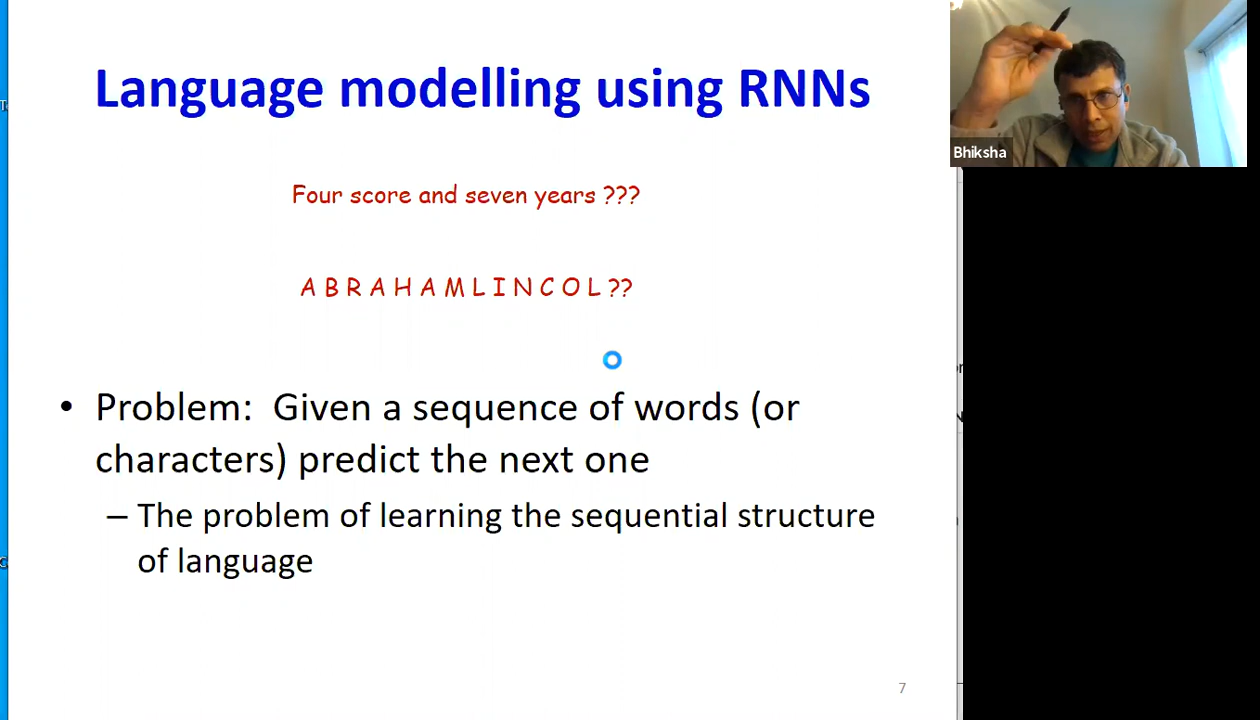 Language modelling using RNNs
Bhiksha
Four score and seven years ???
A B R A H A M L I N C O L ??
• Problem: Given a sequence of words (or
characters) predict the next one
– The problem of learning the sequential structure
of language
7